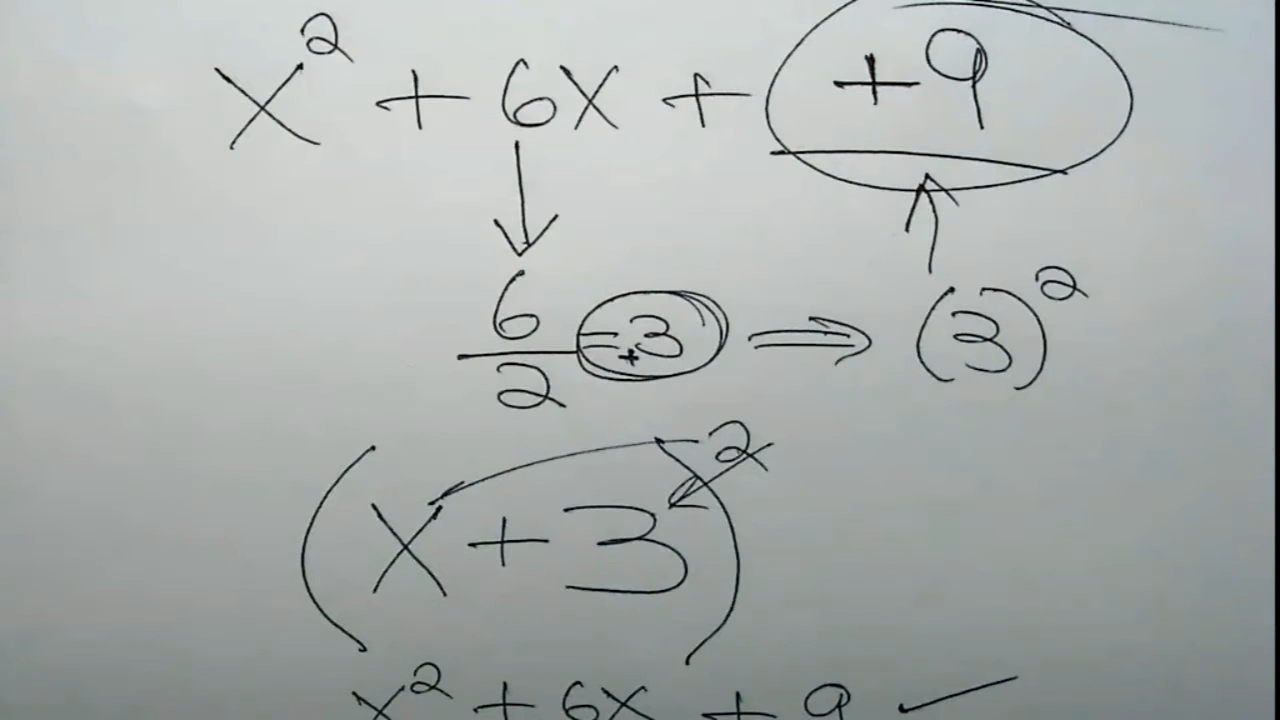 x² + 6x + +9
6/2 = +3 ⇒ (3)²
(x + 3)²
x² + 6x + 9 ✓